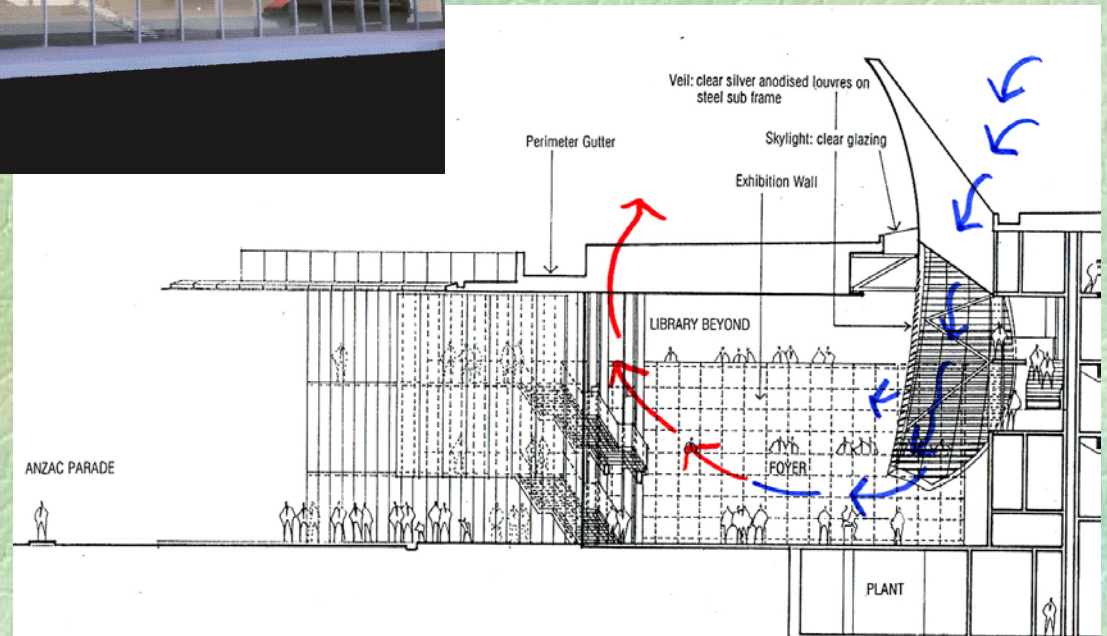 Veil: clear silver anodised louvres on
steel sub frame
Perimeter Gutter
Skylight: clear glazing
Exhibition Wall
LIBRARY BEYOND
ANZAC PARADE
FOYER
PLANT